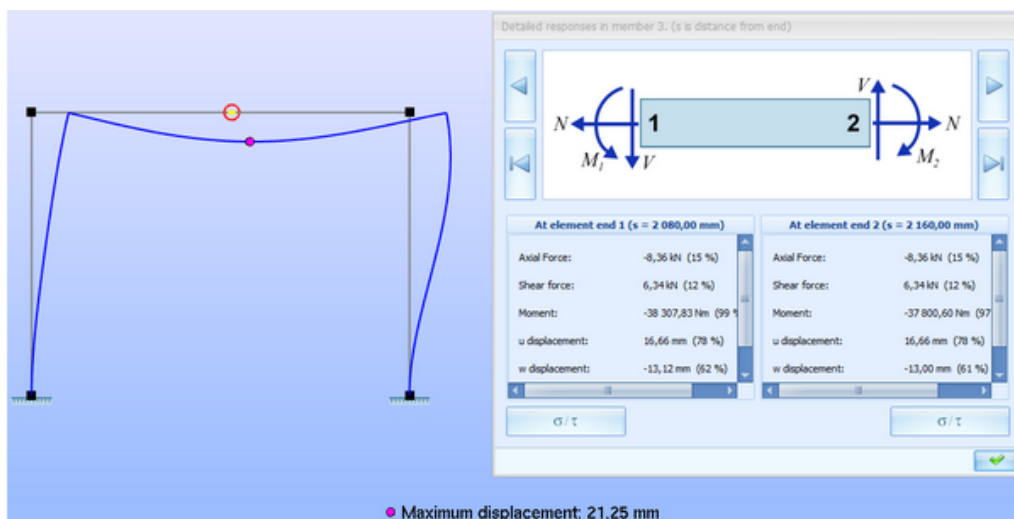 Detailed responses in member 3. (s is distance from end)
V
N 1 2 N
M₁ V M₂
At element end 1 (s = 2 080,00 mm)
Axial Force: -8,36 kN (15 %)
Shear force: 6,34 kN (12 %)
Moment: -38 307,83 Nm (99 %
u displacement: 16,66 mm (78 %)
w displacement: -13,12 mm (62 %)
σ/τ
At element end 2 (s = 2 160,00 mm)
Axial Force: -8,36 kN (15 %)
Shear force: 6,34 kN (12 %)
Moment: -37 800,60 Nm (97
u displacement: 16,66 mm (78 %)
w displacement: -13,00 mm (61 %)
σ/τ
Maximum displacement: 21,25 mm